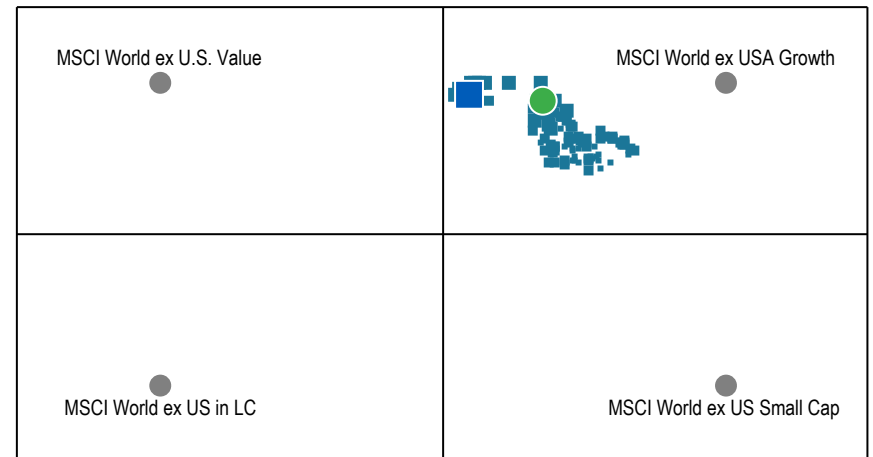 MSCI World ex U.S. Value
MSCI World ex USA Growth
MSCI World ex US in LC
MSCI World ex US Small Cap